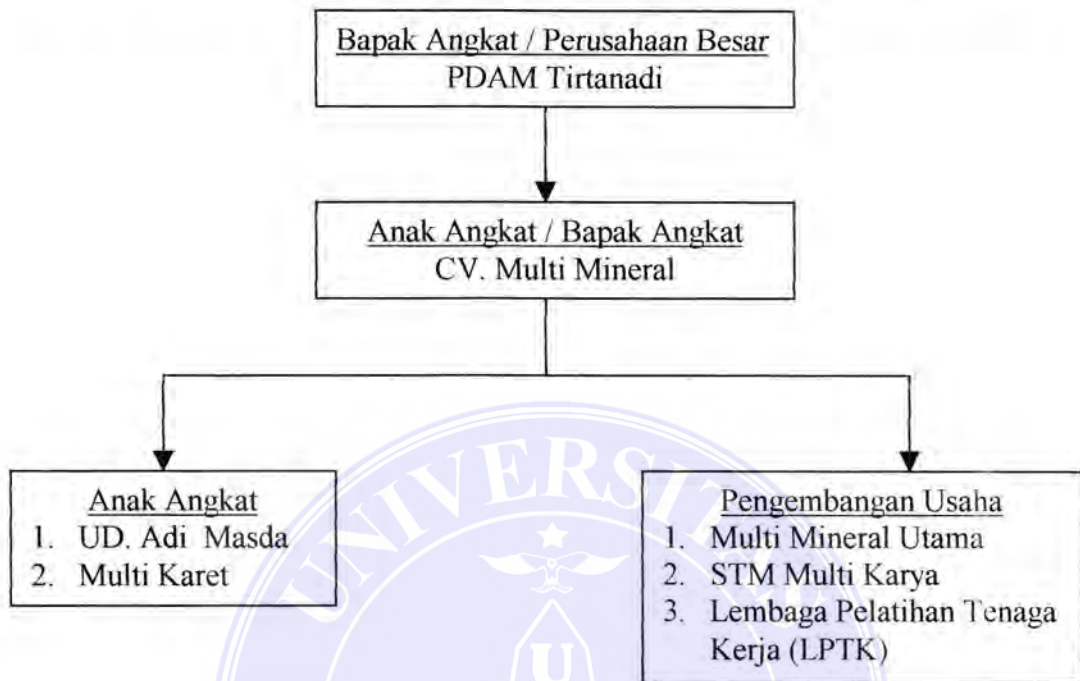 Bapak Angkat / Perusahaan Besar
PDAM Tirtanadi
Anak Angkat / Bapak Angkat
CV. Multi Mineral
Anak Angkat
1. UD. Adi Masda
2. Multi Karet
Pengembangan Usaha
1. Multi Mineral Utama
2. STM Multi Karya
3. Lembaga Pelatihan Tenaga
Kerja (LPTK)
UNIVERSITA
U